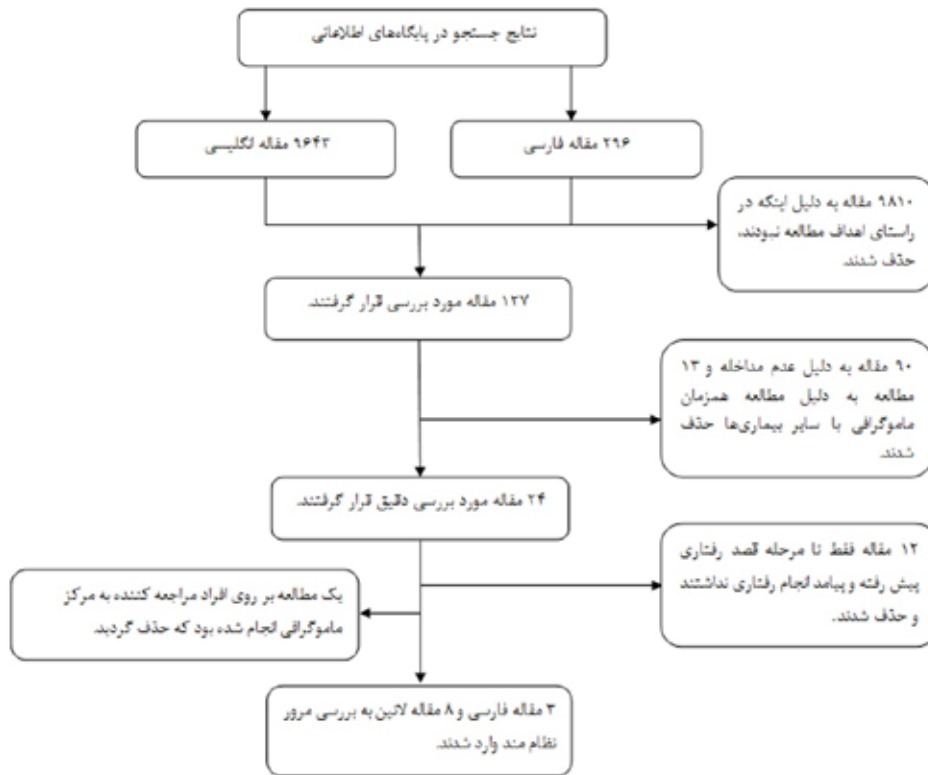 نتایج جستجو در پایگاه‌های اطلاعاتی
۲۹۶ مقاله فارسی
۹۶۴۳ مقاله انگلیسی
۹۸۱۰ مقاله به دلیل اینکه در
راستای اهداف مطالعه نبودند،
حذف شدند.
۱۲۷ مقاله مورد بررسی قرار گرفتند.
۹۰ مقاله به دلیل عدم مداخله و ۱۳
مطالعه به دلیل مطالعه همزمان
ماموگرافی با سایر بیماری‌ها حذف
شدند.
۲۴ مقاله مورد بررسی دقیق قرار گرفتند.
۱۲ مقاله فقط تا مرحله قصد رفتاری
پیش رفته و پیامد انجام رفتاری نداشتند
و حذف شدند.
یک مطالعه بر روی افراد مراجعه کننده به مرکز
ماموگرافی انجام شده بود که حذف گردید.
۳ مقاله فارسی و ۸ مقاله لاتین به بررسی مرور
نظام مند وارد شدند.